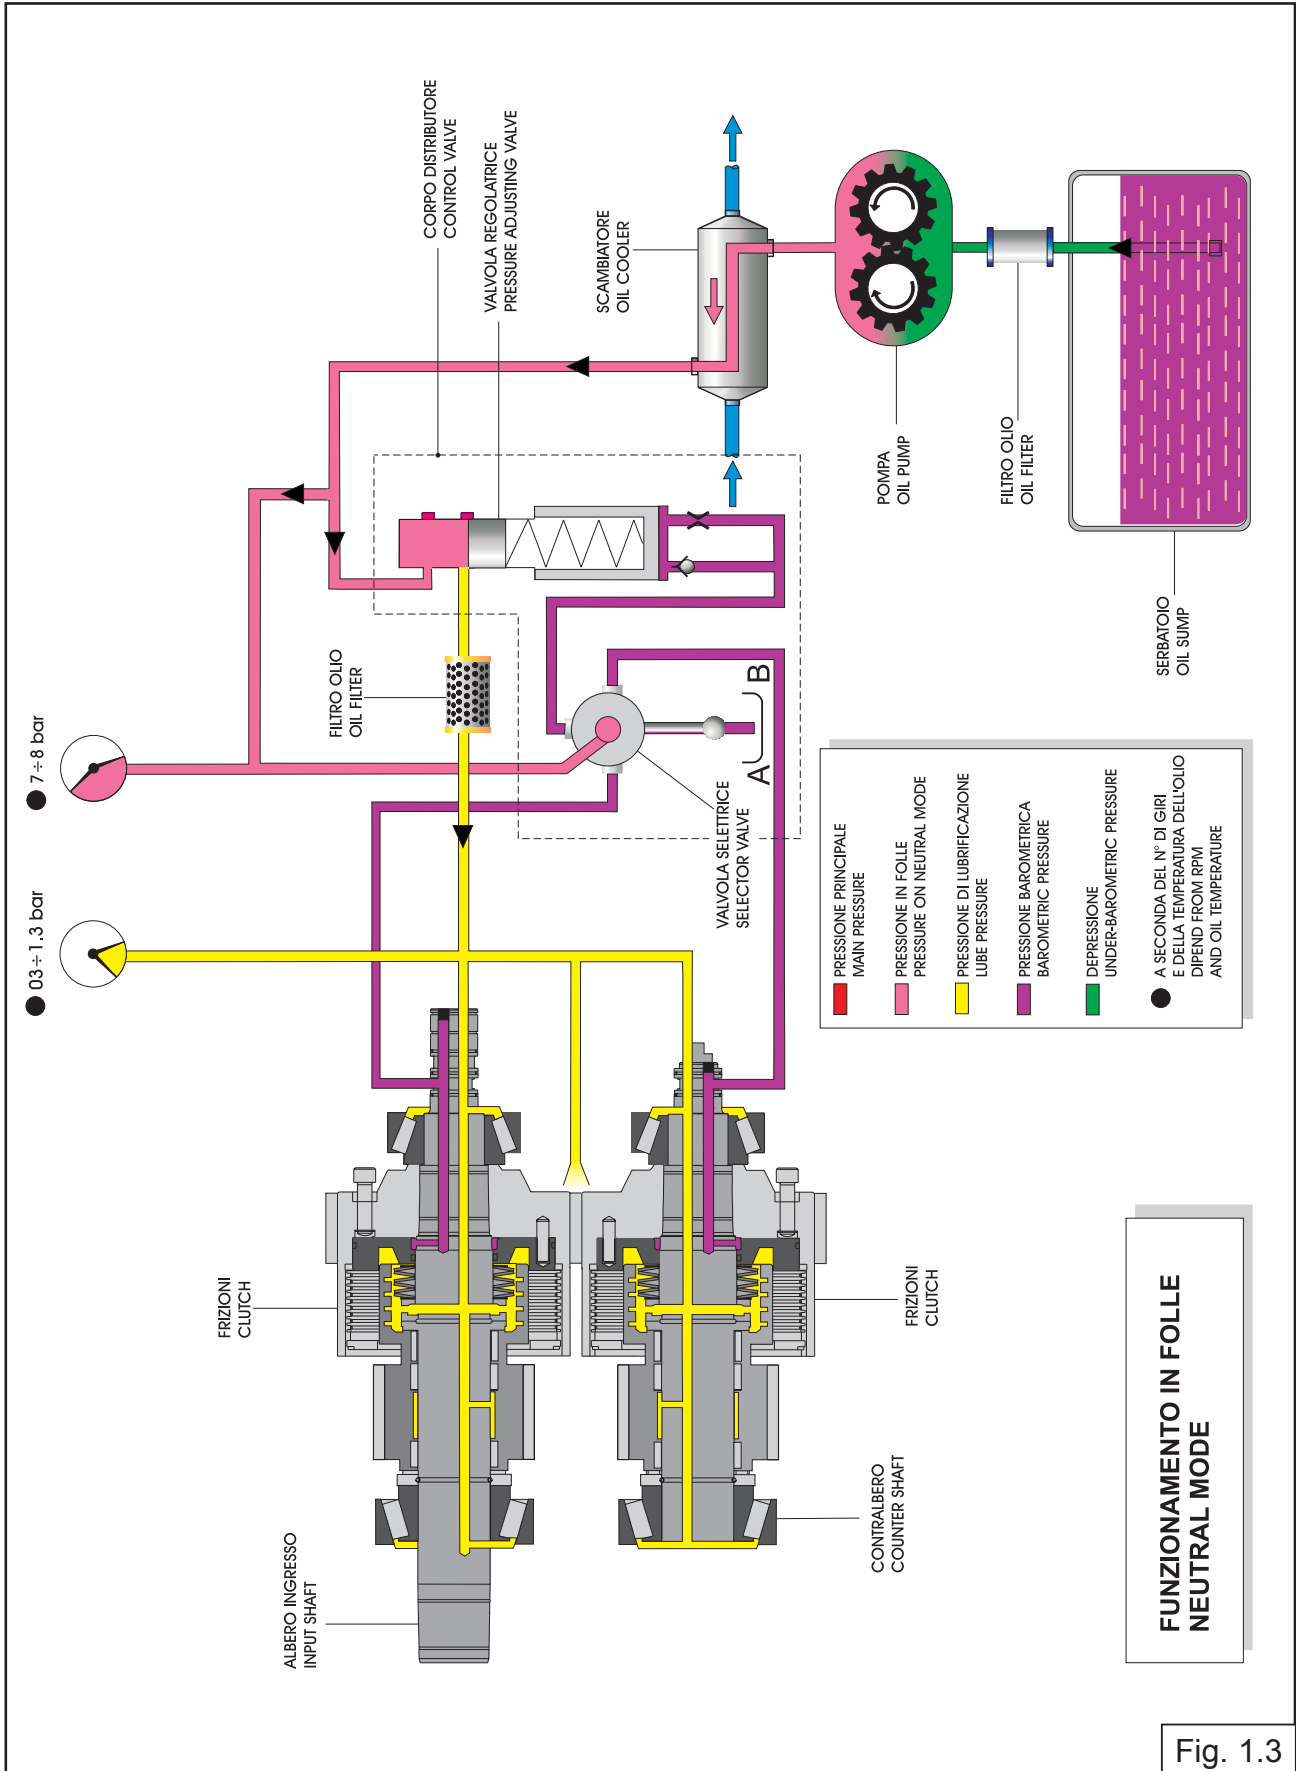 ● 03÷1.3 bar
● 7÷8 bar
CORPO DISTRIBUTORE
CONTROL VALVE
VALVOLA REGOLATRICE
PRESSURE ADJUSTING VALVE
SCAMBIATORE
OIL COOLER
POMPA
OIL PUMP
FILTRO OLIO
OIL FILTER
SERBATOIO
OIL SUMP
FILTRO OLIO
OIL FILTER
A
B
VALVOLA SELETTRICE
SELECTOR VALVE
FRIZIONI
CLUTCH
FRIZIONI
CLUTCH
ALBERO INGRESSO
INPUT SHAFT
CONTRALBERO
COUNTER SHAFT
PRESSIONE PRINCIPALE
MAIN PRESSURE
PRESSIONE IN FOLLE
PRESSURE ON NEUTRAL MODE
PRESSIONE DI LUBRIFICAZIONE
LUBE PRESSURE
PRESSIONE BAROMETRICA
BAROMETRIC PRESSURE
DEPRESSIONE
UNDER-BAROMETRIC PRESSURE
● A SECONDA DEL N° DI GIRI
E DELLA TEMPERATURA DELL'OLIO
DIPEND FROM RPM
AND OIL TEMPERATURE
FUNZIONAMENTO IN FOLLE
NEUTRAL MODE
Fig. 1.3